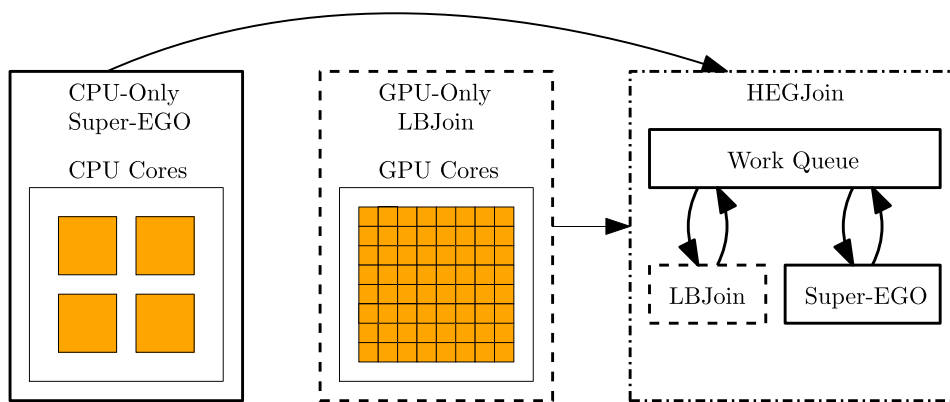 CPU-Only
Super-EGO
CPU Cores
GPU-Only
LBJoin
GPU Cores
HEGJoin
Work Queue
LBJoin
Super-EGO